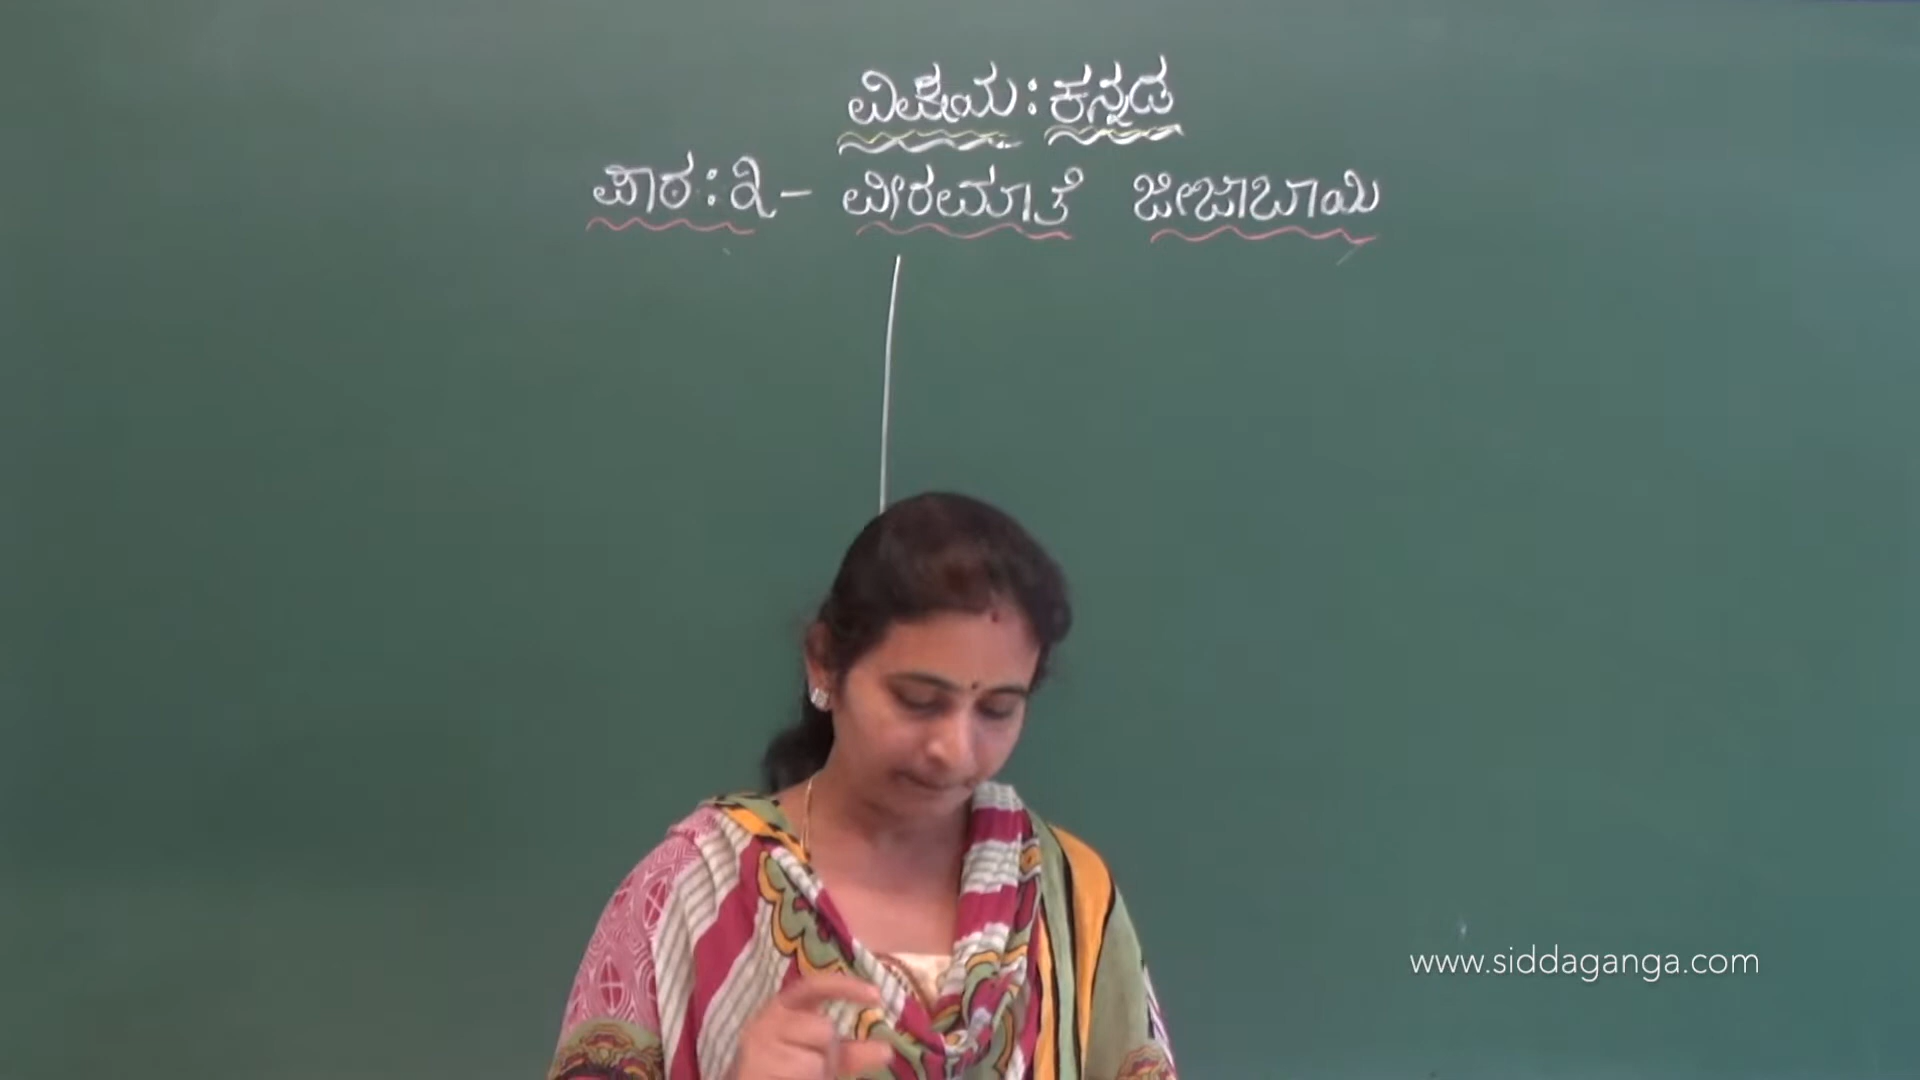 ವಿಷಯ : ಕನ್ನಡ
ಪಾಠ : ೩ - ವೀರಮಾತೆ ಜೀಜಾಬಾಯಿ
www.siddaganga.com